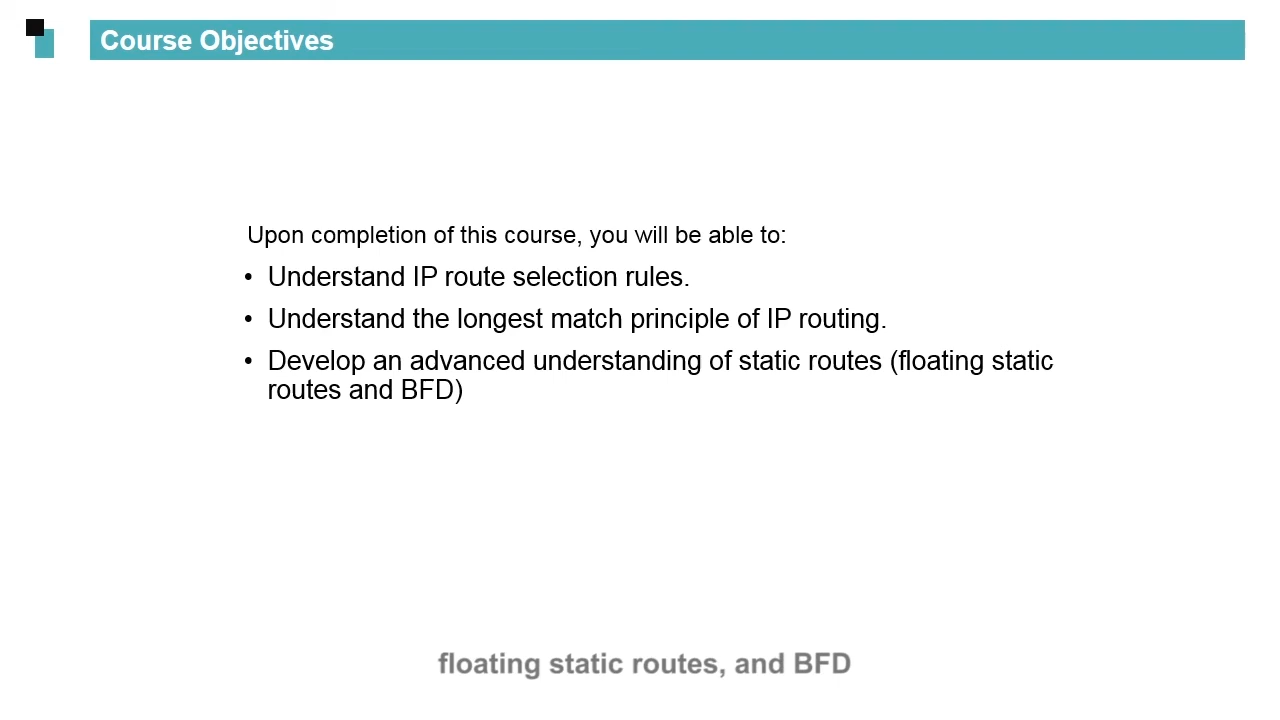 Course Objectives
Upon completion of this course, you will be able to:
• Understand IP route selection rules.
• Understand the longest match principle of IP routing.
• Develop an advanced understanding of static routes (floating static
routes and BFD)
floating static routes, and BFD